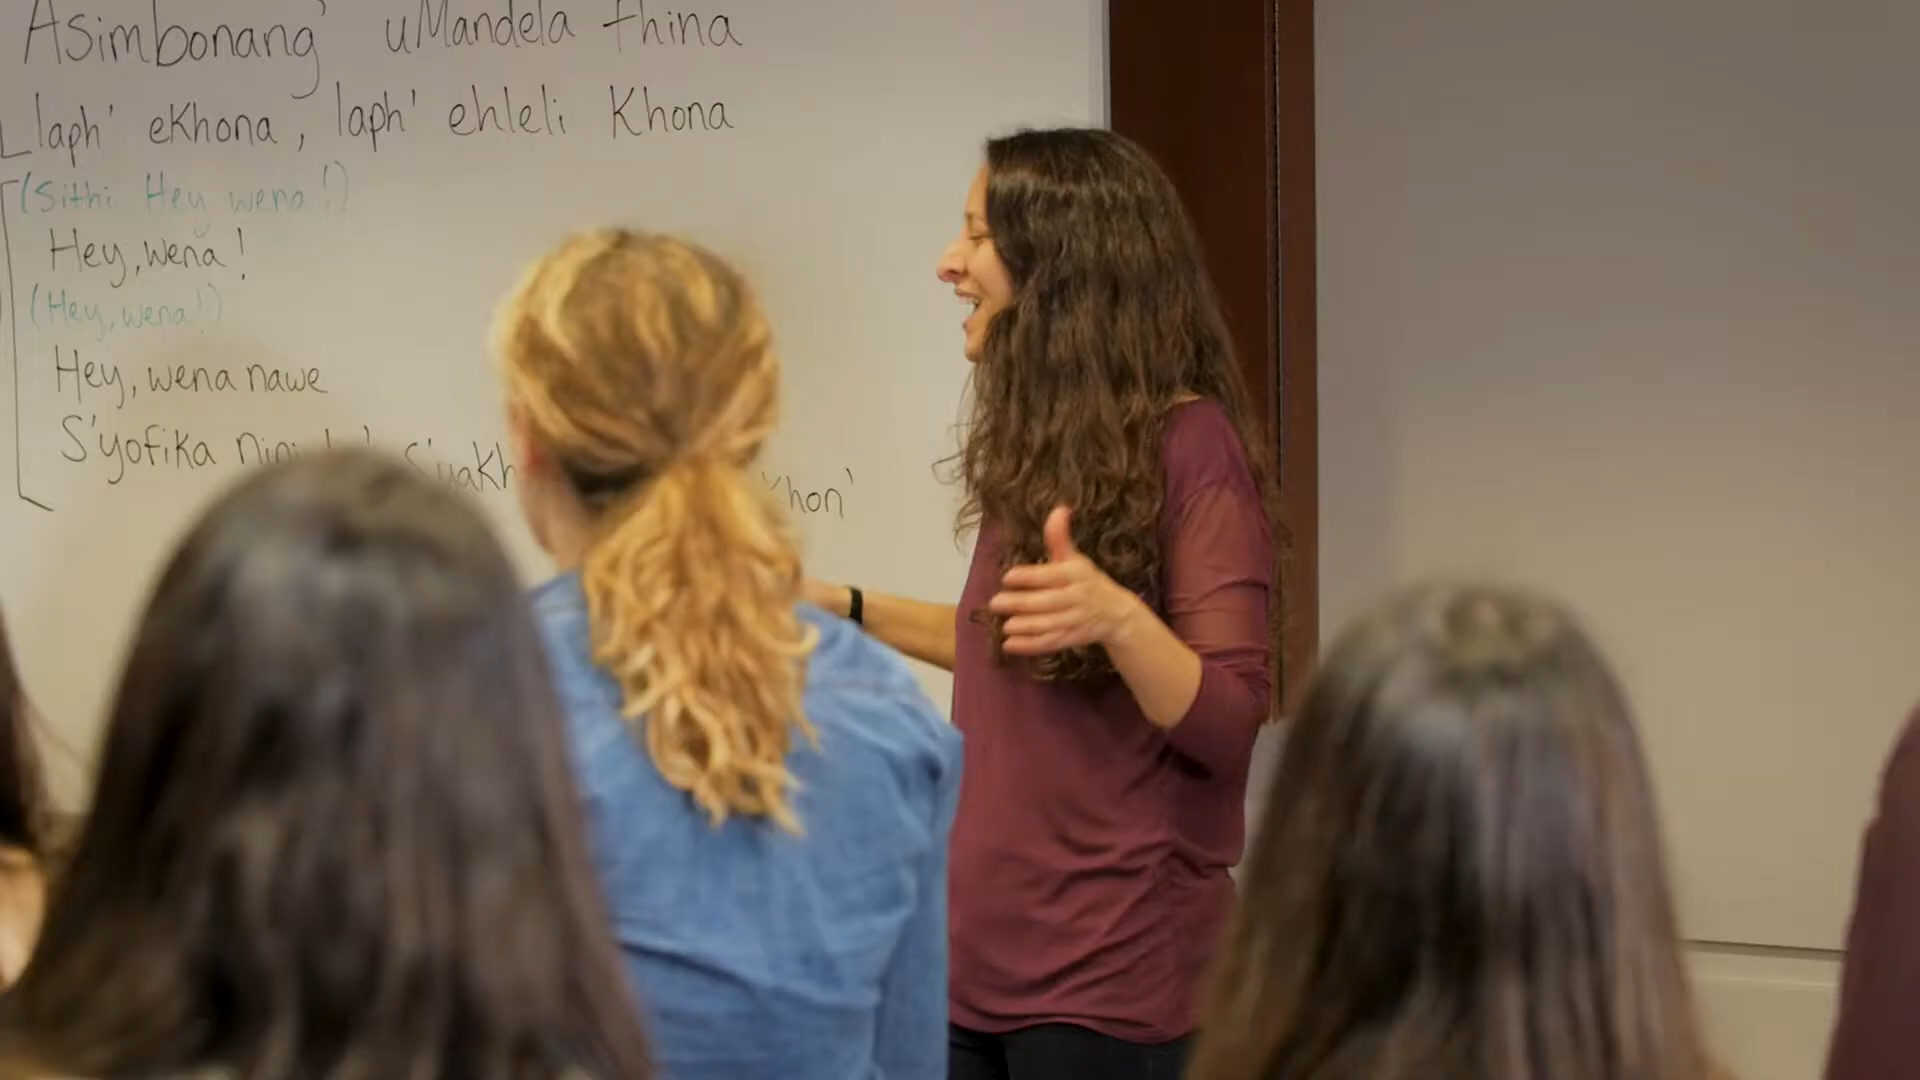 Asimbonang' uMandela thina
laph' eKhona, laph' ehleli Khona
(Sithi Hey wena!)
Hey, wena!
(Hey, wena!)
Hey, wena nawe
S'yofika